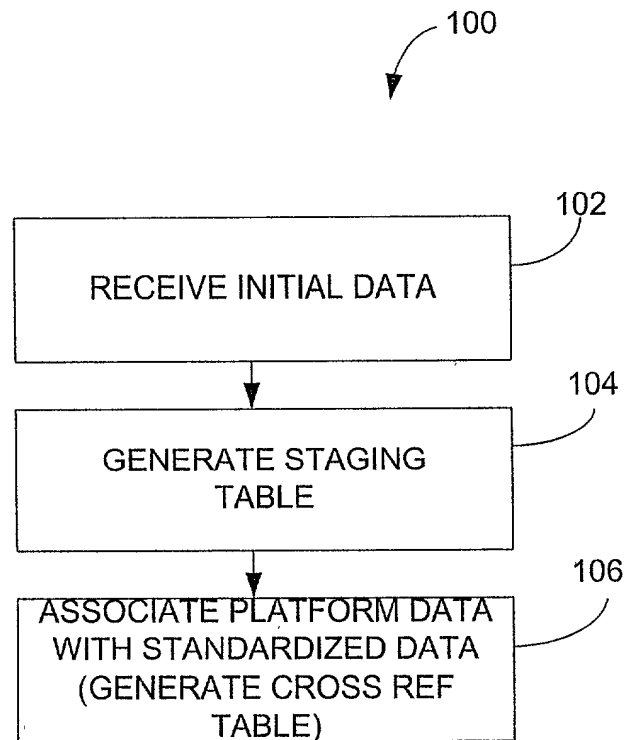 100
102
RECEIVE INITIAL DATA
104
GENERATE STAGING
TABLE
106
ASSOCIATE PLATFORM DATA
WITH STANDARDIZED DATA
(GENERATE CROSS REF
TABLE)